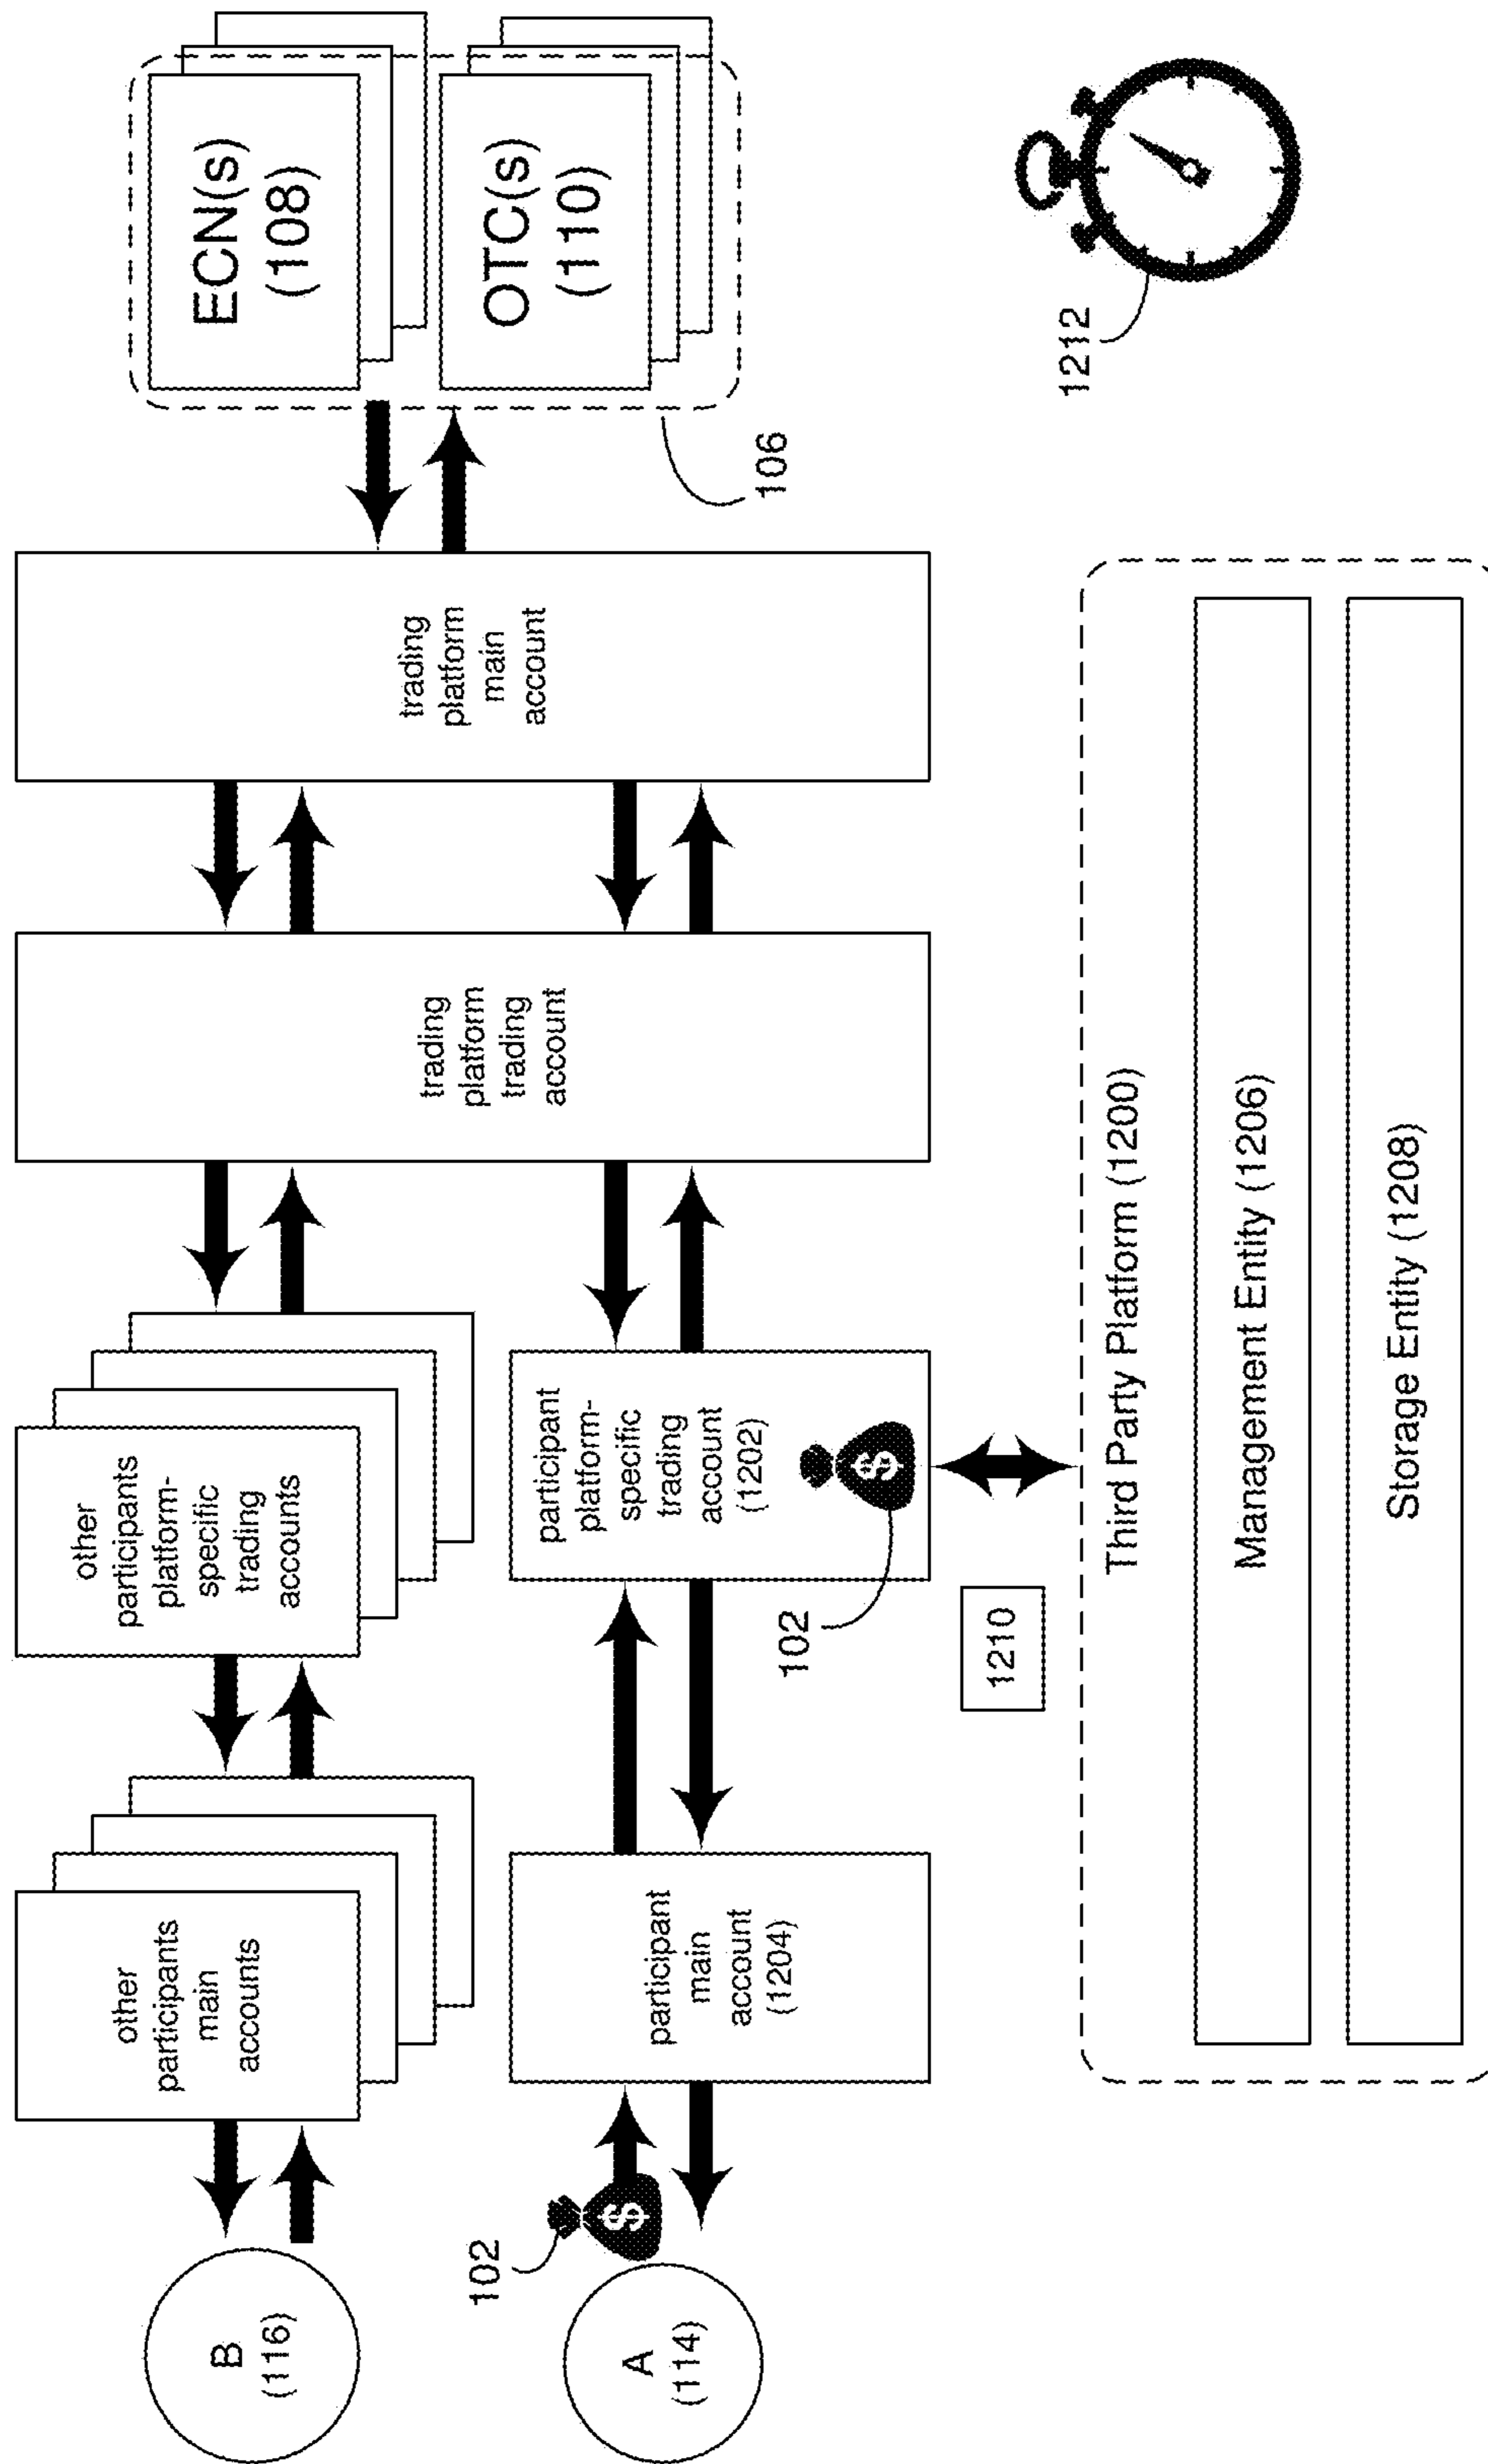 B
(116)
other
participants
main
accounts
other
participants
platform-
specific
trading
accounts
trading
platform
trading
account
trading
platform
main
account
ECN(s)
(108)
OTC(s)
(110)
106
102
$
A
(114)
participant
main
account
(1204)
participant
platform-
specific
trading
account
(1202)
$
102
1210
1212
Third Party Platform (1200)
Management Entity (1206)
Storage Entity (1208)